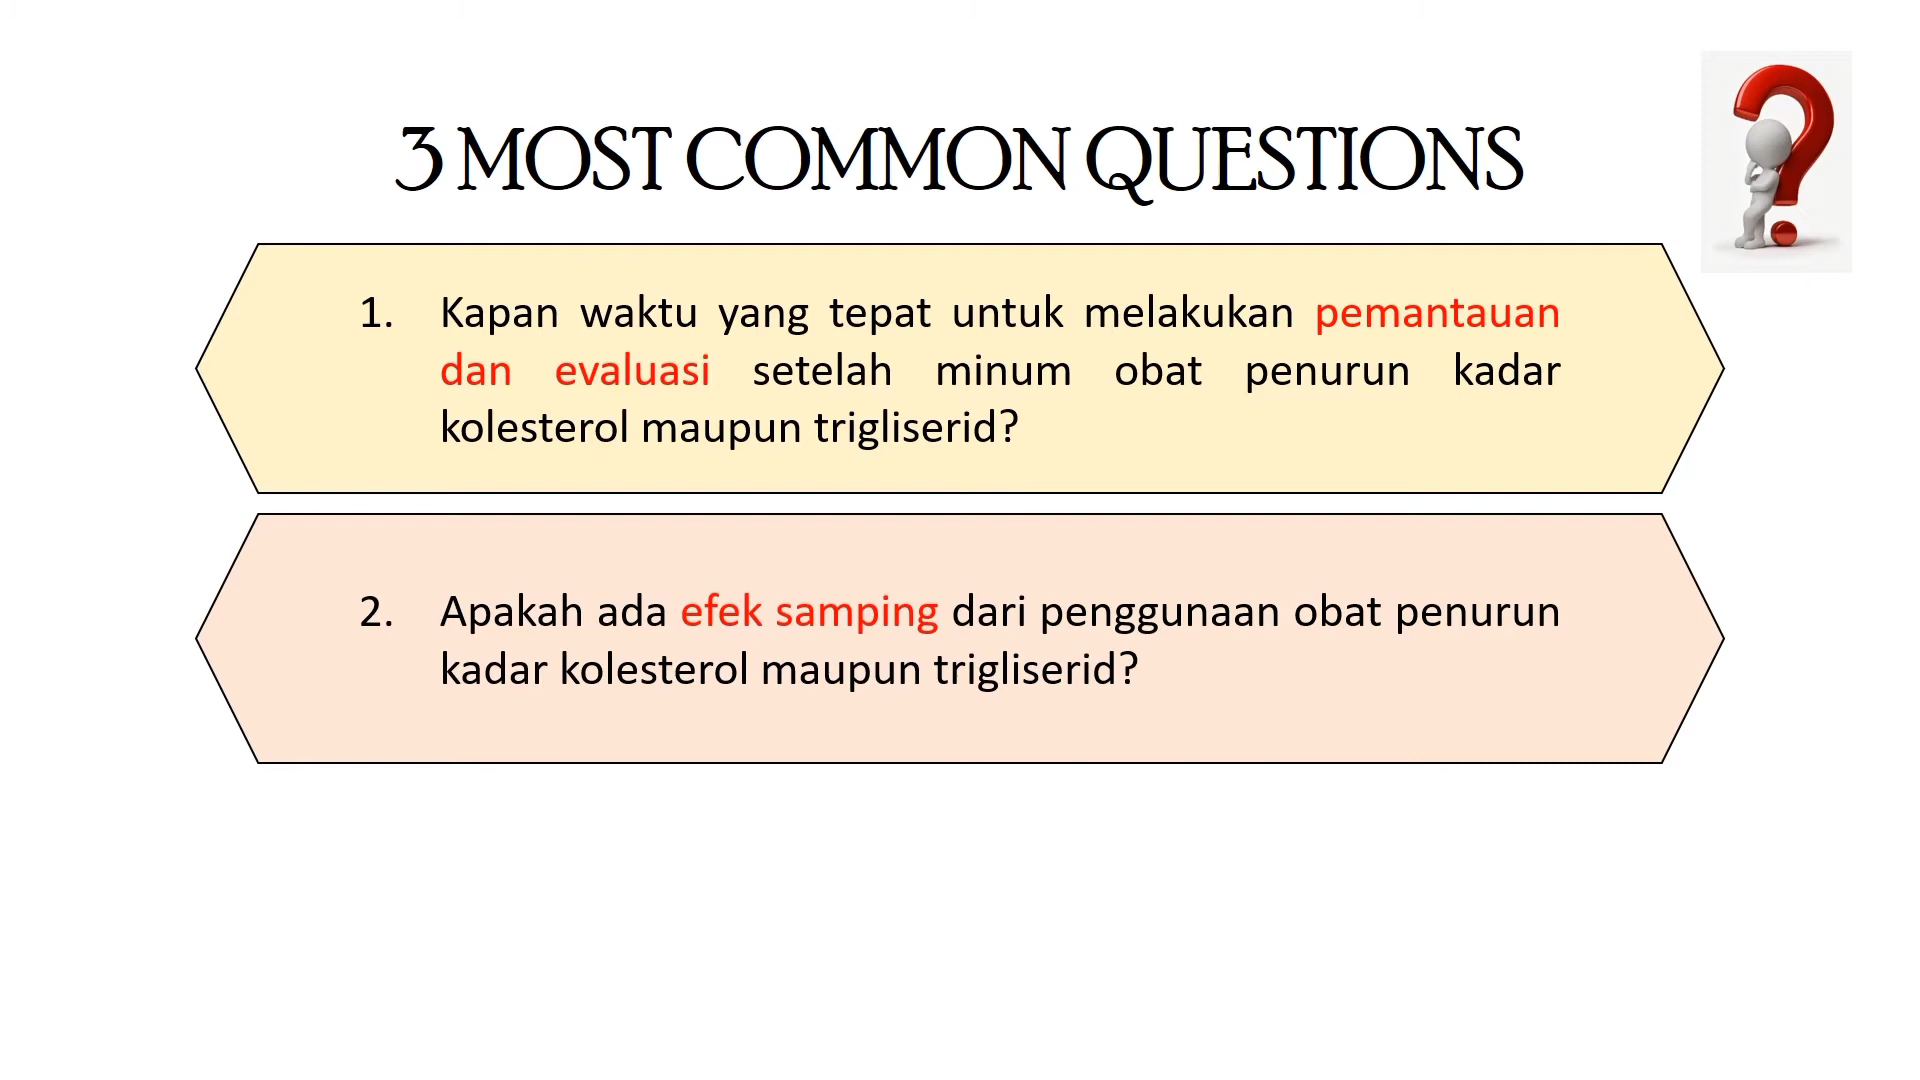 3 MOST COMMON QUESTIONS
1. Kapan waktu yang tepat untuk melakukan pemantauan
dan evaluasi setelah minum obat penurun kadar
kolesterol maupun trigliserid?
2. Apakah ada efek samping dari penggunaan obat penurun
kadar kolesterol maupun trigliserid?